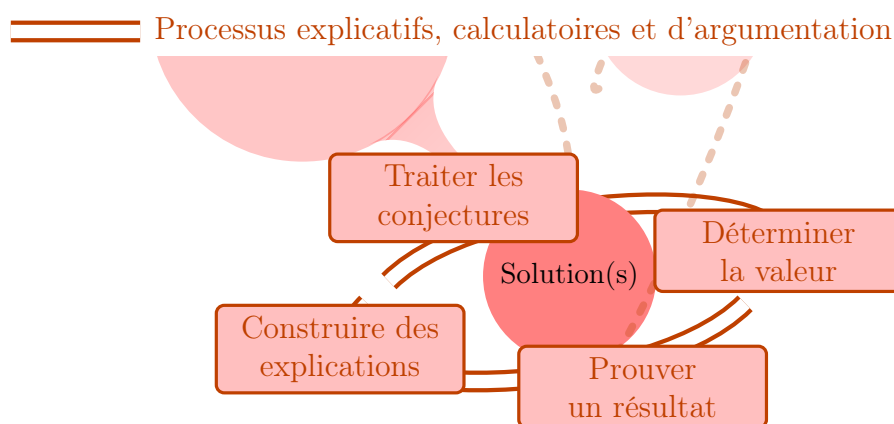 Processus explicatifs, calculatoires et d'argumentation
Traiter les
conjectures
Déterminer
la valeur
Solution(s)
Construire des
explications
Prouver
un résultat